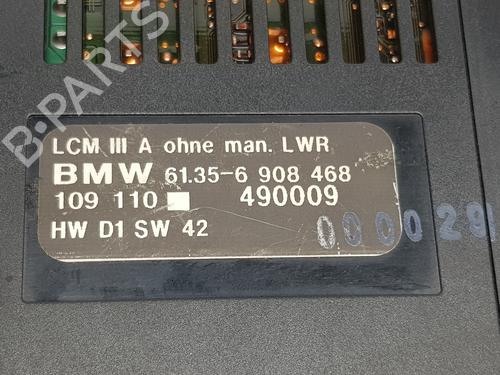 B-PARTS
LCM III A ohne man. LWR
BMW 61.35-6 908 468
109 110 490009
HW D1 SW 42
000029